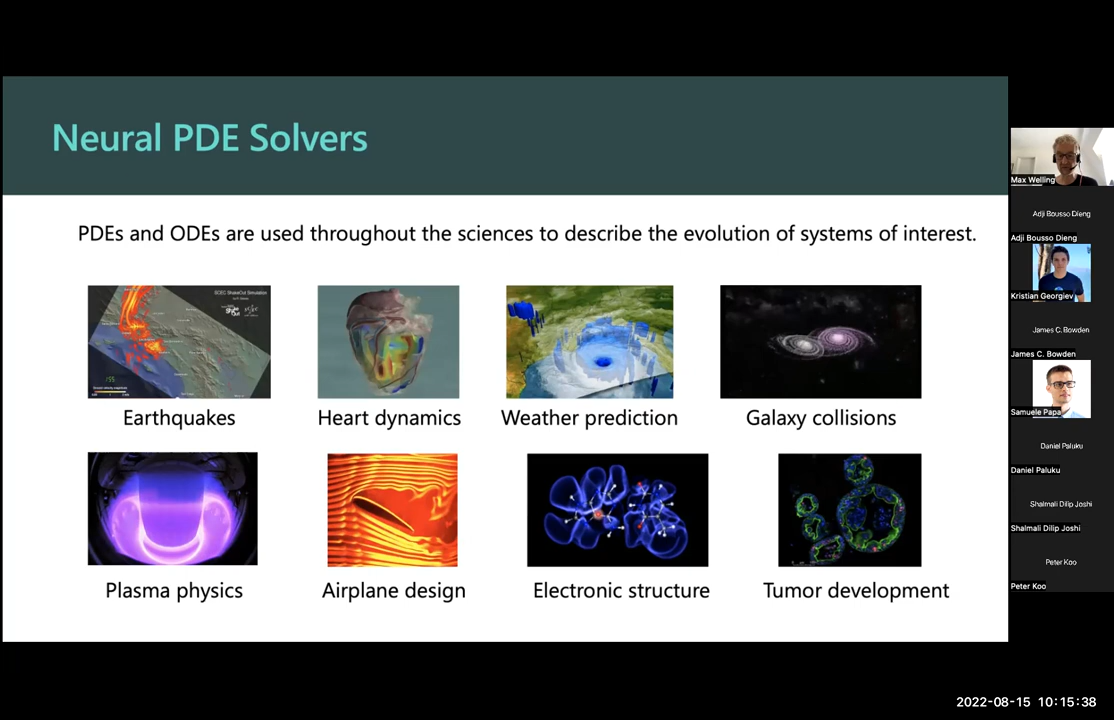 Neural PDE Solvers
PDEs and ODEs are used throughout the sciences to describe the evolution of systems of interest.
SCEC ShakeOut Simulation
Earthquakes
Heart dynamics
Weather prediction
Galaxy collisions
Plasma physics
Airplane design
Electronic structure
Tumor development
Max Welling
Adji Bousso Dieng
Adji Bousso Dieng
Kristian Georgiev
James C. Bowden
James C. Bowden
Samuele Papa
Daniel Paluku
Daniel Paluku
Shalmali Dilip Joshi
Shalmali Dilip Joshi
Peter Koo
Peter Koo
2022-08-15 10:15:38